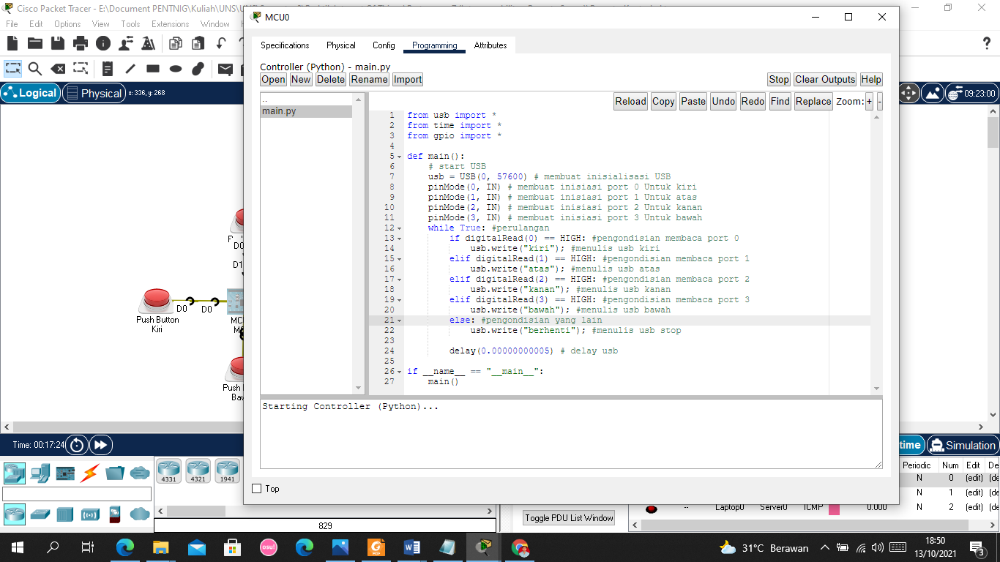 Cisco Packet Tracer - E:\Document PENTNIG\Kuliah\UNS\U
MCU0
File Edit Options View Tools Extensions Window
Specifications Physical Config Programming Attributes
Controller (Python) - main.py
Open New Delete Rename Import Stop Clear Outputs Help
Logical Physical x: 336, y: 268 09:23:00
..
main.py
Reload Copy Paste Undo Redo Find Replace Zoom: + -
1 from usb import *
2 from time import *
3 from gpio import *
4
5 def main():
6 # start USB
7 usb = USB(0, 57600) # membuat inisialisasi USB
8 pinMode(0, IN) # membuat inisiasi port 0 Untuk kiri
9 pinMode(1, IN) # membuat inisiasi port 1 Untuk atas
10 pinMode(2, IN) # membuat inisiasi port 2 Untuk kanan
11 pinMode(3, IN) # membuat inisiasi port 3 Untuk bawah
12 while True: #perulangan
13 if digitalRead(0) == HIGH: #pengondisian membaca port 0
14 usb.write("kiri"); #menulis usb kiri
15 elif digitalRead(1) == HIGH: #pengondisian membaca port 1
16 usb.write("atas"); #menulis usb atas
17 elif digitalRead(2) == HIGH: #pengondisian membaca port 2
18 usb.write("kanan"); #menulis usb kanan
19 elif digitalRead(3) == HIGH: #pengondisian membaca port 3
20 usb.write("bawah"); #menulis usb bawah
21 else: #pengondisian yang lain
22 usb.write("berhenti"); #menulis usb stop
23
24 delay(0.00000000005) # delay usb
25
26 if __name__ == "__main__":
27 main()
Starting Controller (Python)...
Top
D0
D1
D0 D0
Push Button
Kiri
MC
Push
Baw
Time: 00:17:24
time Simulation
4331 4321 1941
829
Toggle PDU List Window
Periodic Num Edit De
N 0 (edit) (de
N 1 (edit) (de
-- Laptop0 Server0 ICMP 0.000 N 2 (edit) (de
osu!
PDF
31°C Berawan
18:50
13/10/2021
3